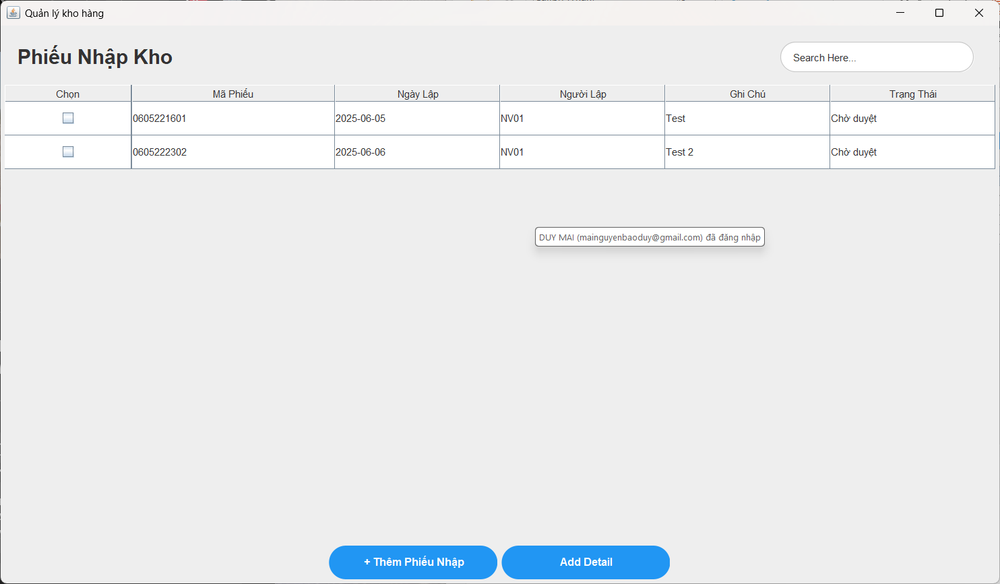 Quản lý kho hàng
Phiếu Nhập Kho
Search Here...
Chọn Mã Phiếu Ngày Lập Người Lập Ghi Chú Trạng Thái
0605221601 2025-06-05 NV01 Test Chờ duyệt
0605222302 2025-06-06 NV01 Test 2 Chờ duyệt
DUY MAI (mainguyenbaoduy@gmail.com) đã đăng nhập
+ Thêm Phiếu Nhập Add Detail